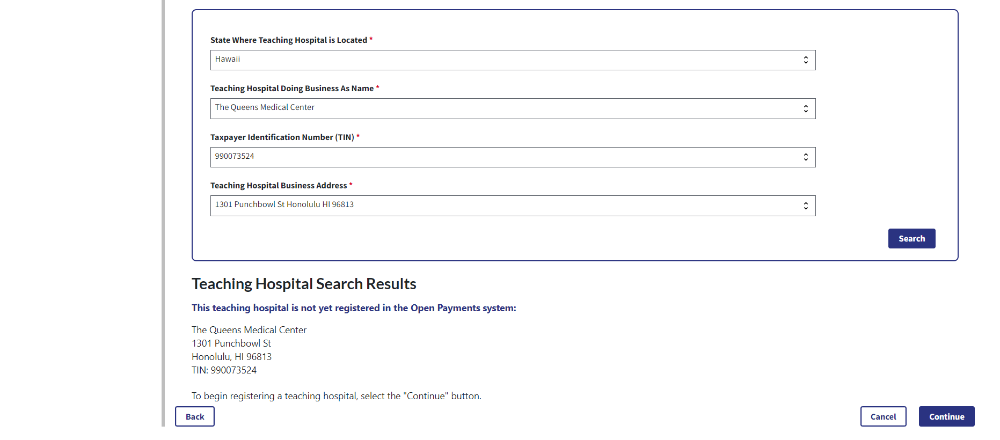 State Where Teaching Hospital is Located *
Hawaii
Teaching Hospital Doing Business As Name *
The Queens Medical Center
Taxpayer Identification Number (TIN) *
990073524
Teaching Hospital Business Address *
1301 Punchbowl St Honolulu HI 96813
Search
Teaching Hospital Search Results
This teaching hospital is not yet registered in the Open Payments system:
The Queens Medical Center
1301 Punchbowl St
Honolulu, HI 96813
TIN: 990073524
To begin registering a teaching hospital, select the "Continue" button.
Back
Cancel
Continue